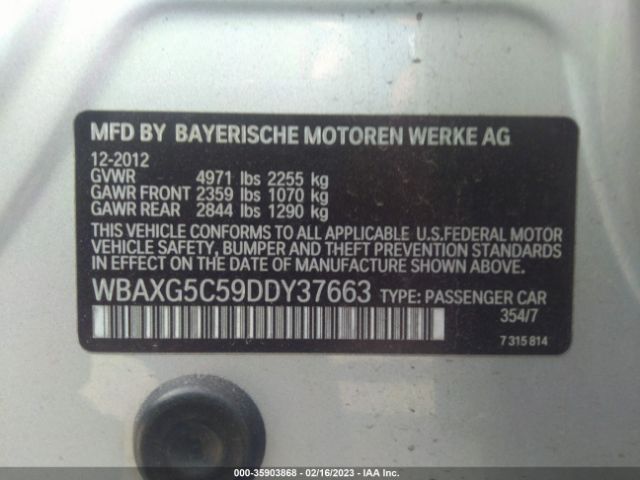 MFD BY BAYERISCHE MOTOREN WERKE AG
12-2012
GVWR 4971 lbs 2255 kg
GAWR FRONT 2359 lbs 1070 kg
GAWR REAR 2844 lbs 1290 kg
THIS VEHICLE CONFORMS TO ALL APPLICABLE U.S.FEDERAL MOTOR
VEHICLE SAFETY, BUMPER AND THEFT PREVENTION STANDARDS
IN EFFECT ON THE DATE OF MANUFACTURE SHOWN ABOVE.
WBAXG5C59DDY37663 TYPE: PASSENGER CAR
354/7
7 315 814
000-35903868 - 02/16/2023 - IAA Inc.